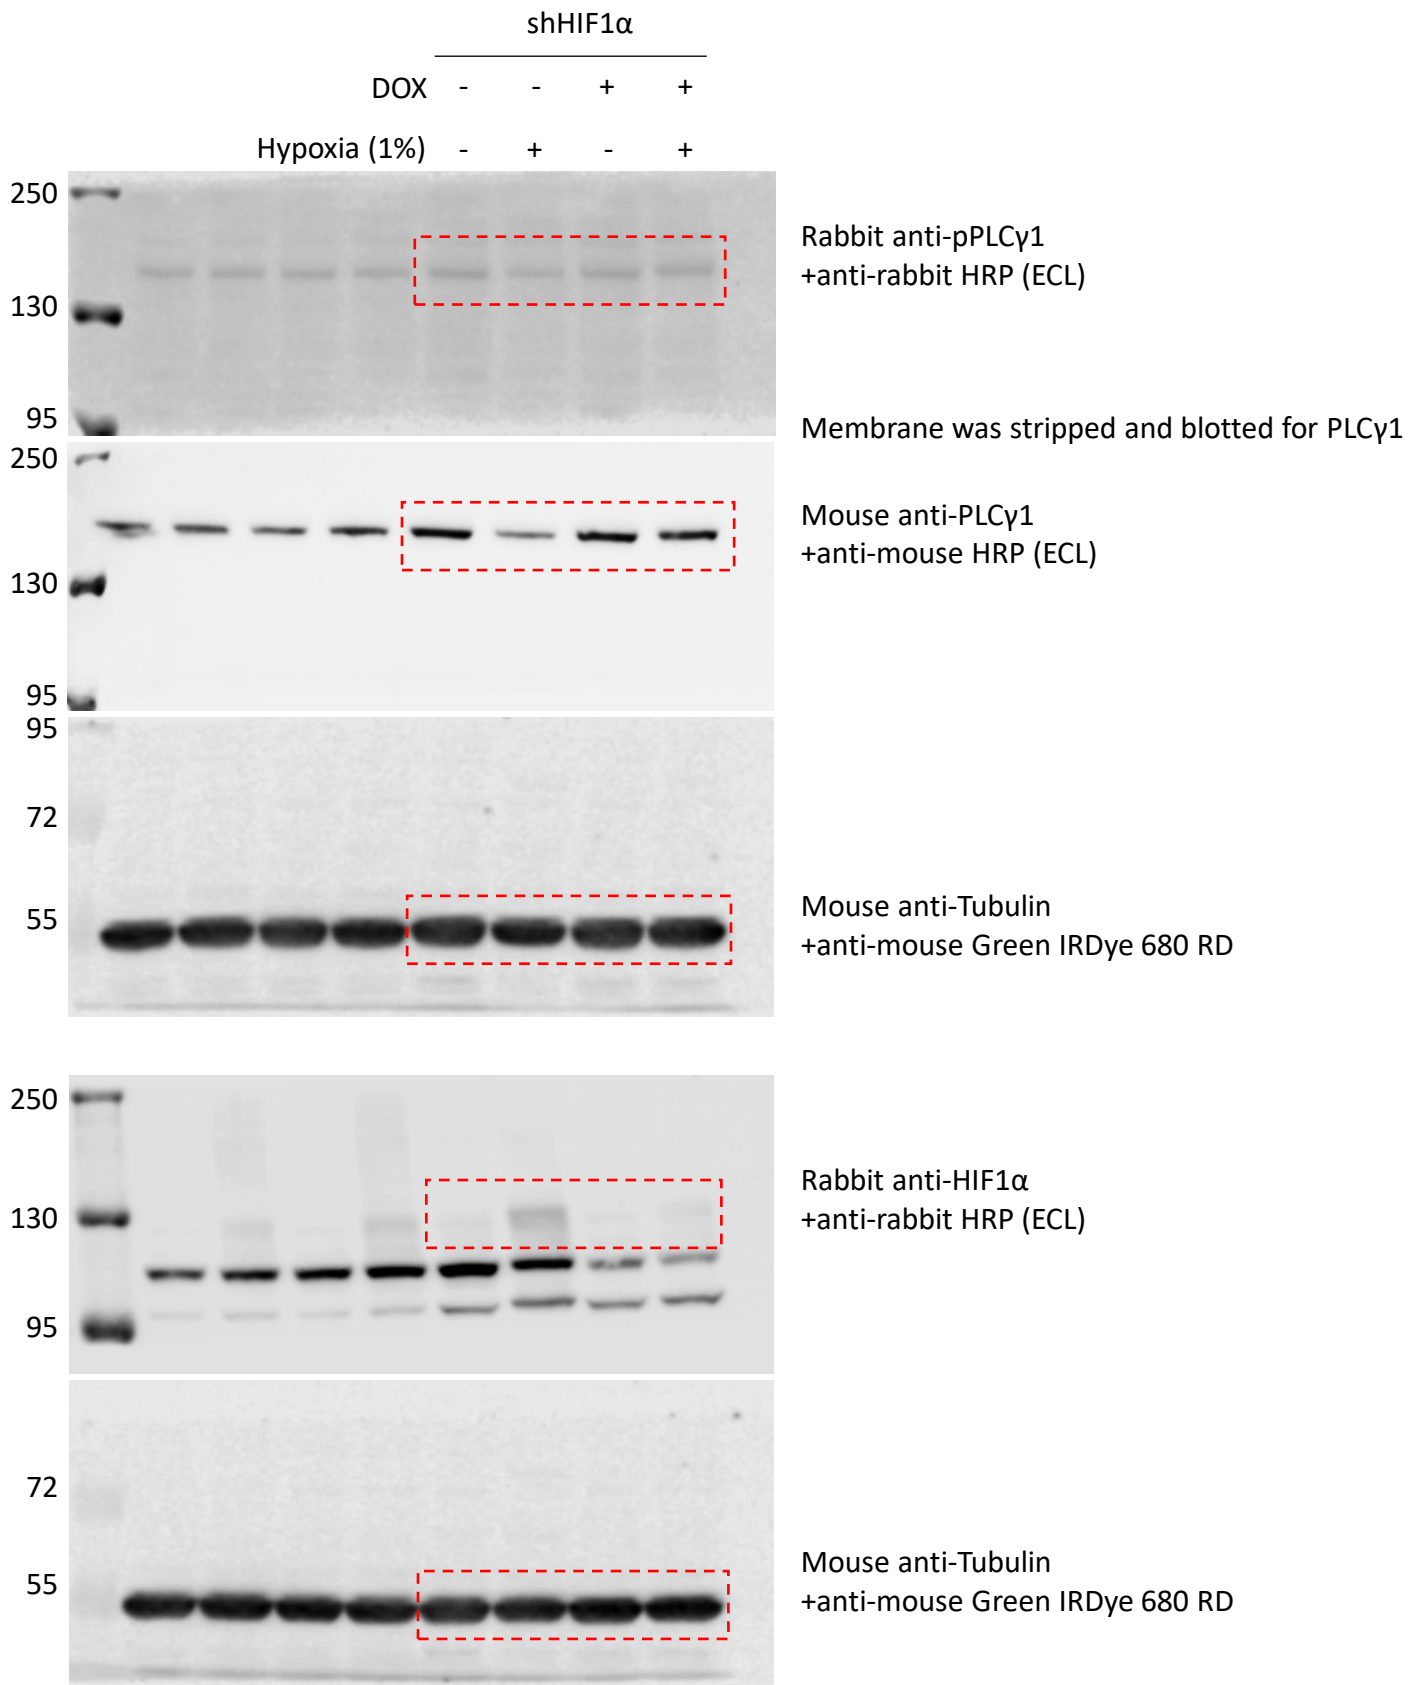 shHIF1α
DOX - - + +
Hypoxia (1%) - + - +
250
130
95
Rabbit anti-pPLCγ1
+anti-rabbit HRP (ECL)
Membrane was stripped and blotted for PLCγ1
250
130
95
Mouse anti-PLCγ1
+anti-mouse HRP (ECL)
95
72
55
Mouse anti-Tubulin
+anti-mouse Green IRDye 680 RD
250
130
95
Rabbit anti-HIF1α
+anti-rabbit HRP (ECL)
72
55
Mouse anti-Tubulin
+anti-mouse Green IRDye 680 RD